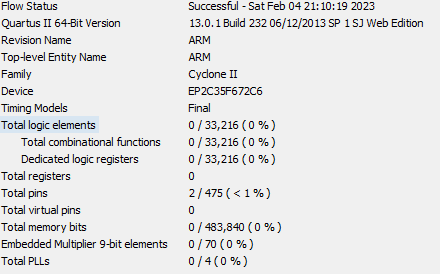 Flow Status Successful - Sat Feb 04 21:10:19 2023
Quartus II 64-Bit Version 13.0.1 Build 232 06/12/2013 SP 1 SJ Web Edition
Revision Name ARM
Top-level Entity Name ARM
Family Cyclone II
Device EP2C35F672C6
Timing Models Final
Total logic elements 0 / 33,216 ( 0 % )
Total combinational functions 0 / 33,216 ( 0 % )
Dedicated logic registers 0 / 33,216 ( 0 % )
Total registers 0
Total pins 2 / 475 ( < 1 % )
Total virtual pins 0
Total memory bits 0 / 483,840 ( 0 % )
Embedded Multiplier 9-bit elements 0 / 70 ( 0 % )
Total PLLs 0 / 4 ( 0 % )